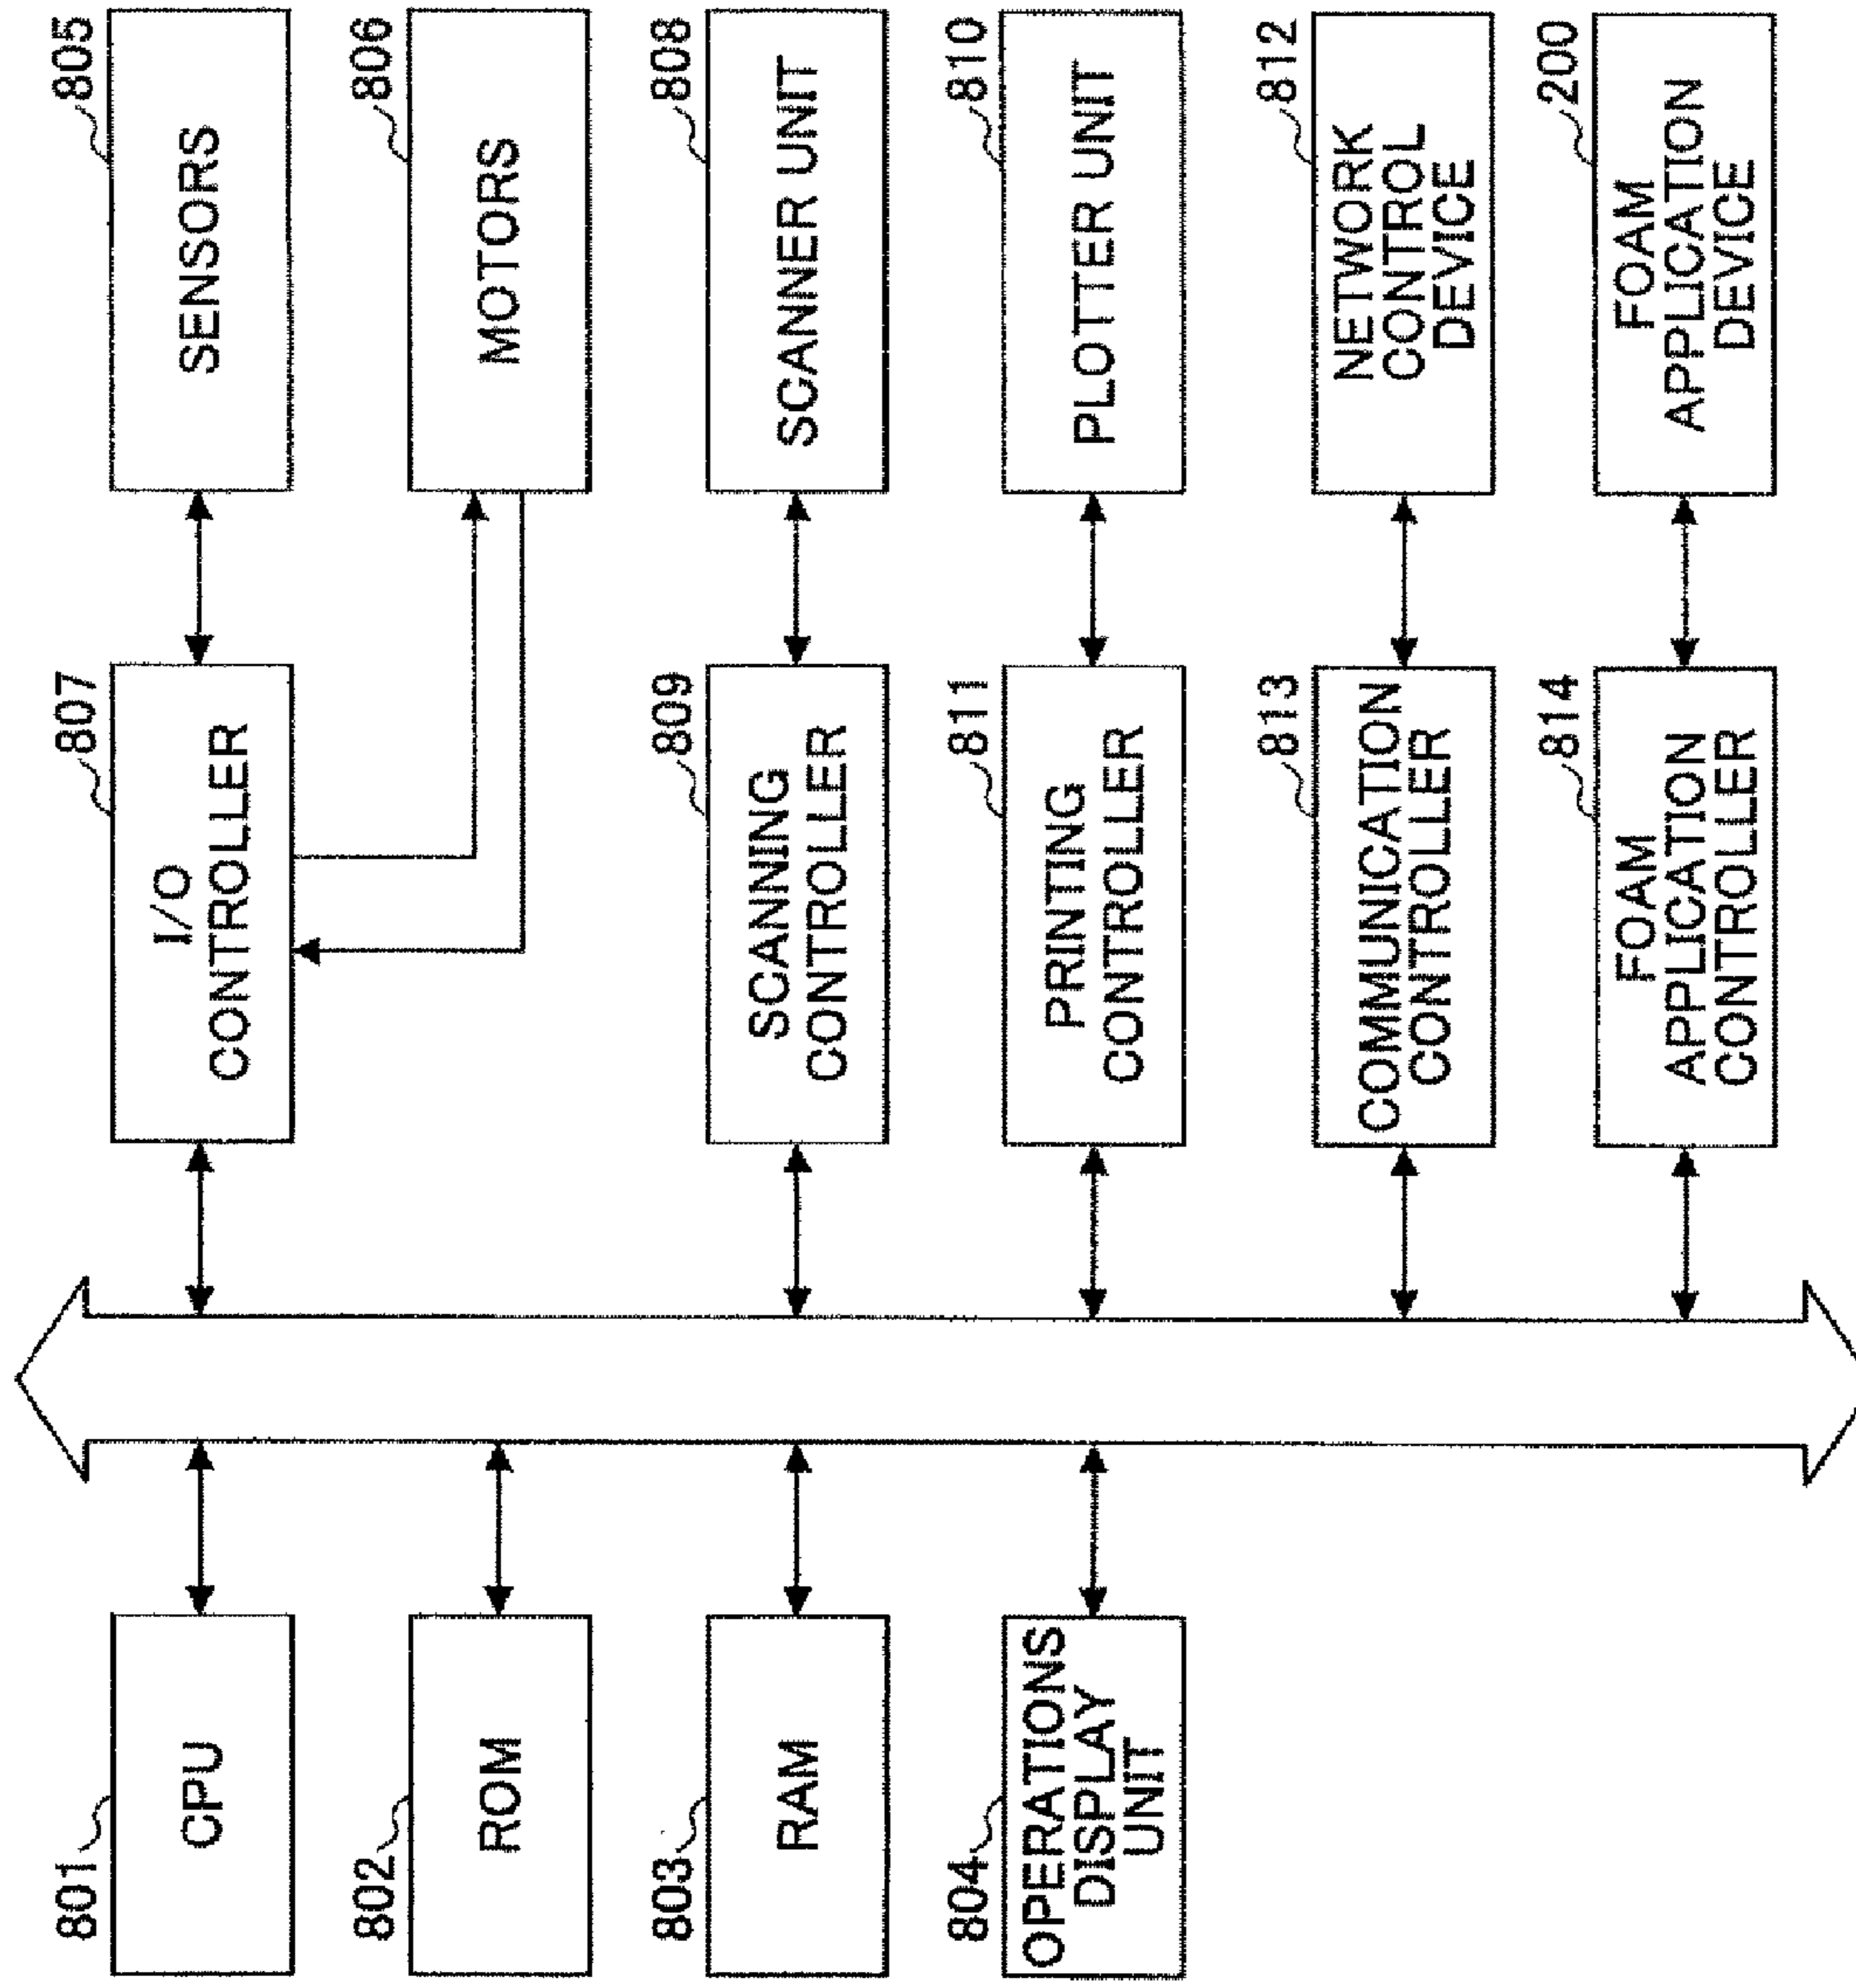 801
CPU
802
ROM
803
RAM
804
OPERATIONS
DISPLAY
UNIT
807
I/O
CONTROLLER
809
SCANNING
CONTROLLER
811
PRINTING
CONTROLLER
813
COMMUNICATION
CONTROLLER
814
FOAM
APPLICATION
CONTROLLER
805
SENSORS
806
MOTORS
808
SCANNER UNIT
810
PLOTTER UNIT
812
NETWORK
CONTROL
DEVICE
200
FOAM
APPLICATION
DEVICE